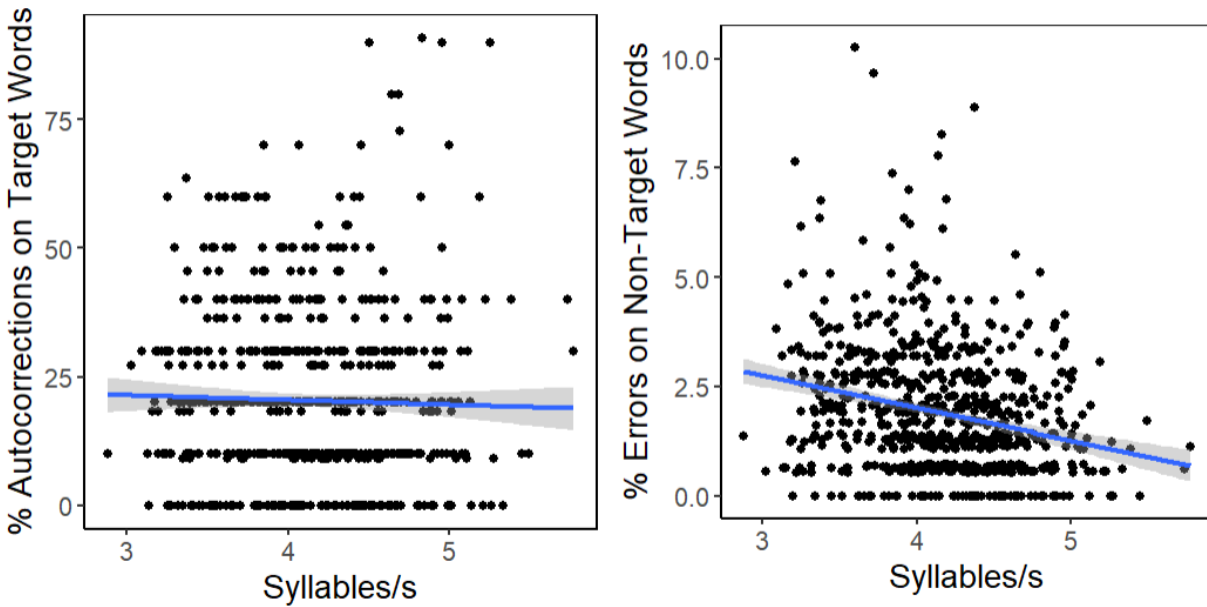 % Autocorrections on Target Words
75
50
25
0
3 4 5
Syllables/s
% Errors on Non-Target Words
10.0
7.5
5.0
2.5
0.0
3 4 5
Syllables/s